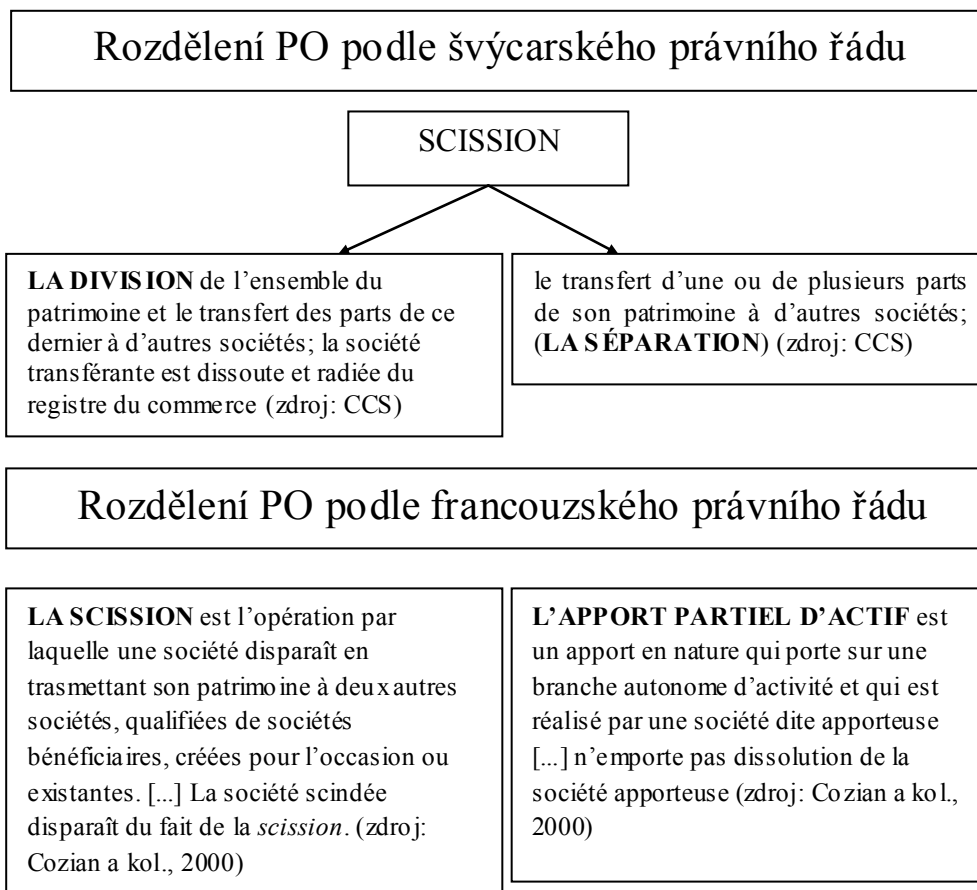 Rozdělení PO podle švýcarského právního řádu
SCISSION
LA DIVISION de l’ensemble du
patrimoine et le transfert des parts de ce
dernier à d’autres sociétés; la société
transférante est dissoute et radiée du
registre du commerce (zdroj: CCS)
le transfert d’une ou de plusieurs parts
de son patrimoine à d’autres sociétés;
(LA SÉPARATION) (zdroj: CCS)
Rozdělení PO podle francouzského právního řádu
LA SCISSION est l’opération par
laquelle une société disparaît en
trasmettant son patrimoine à deux autres
sociétés, qualifiées de sociétés
bénéficiaires, créées pour l’occasion ou
existantes. [...] La société scindée
disparaît du fait de la scission. (zdroj:
Cozian a kol., 2000)
L’APPORT PARTIEL D’ACTIF est
un apport en nature qui porte sur une
branche autonome d’activité et qui est
réalisé par une société dite apporteuse
[...] n’emporte pas dissolution de la
société apporteuse (zdroj: Cozian a kol.,
2000)